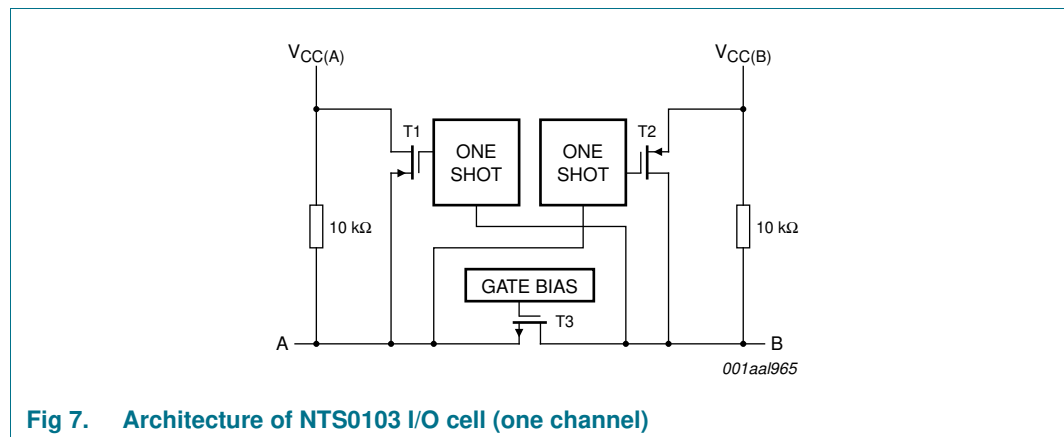 VCC(A)
VCC(B)
T1
ONE
SHOT
ONE
SHOT
T2
10 kΩ
10 kΩ
GATE BIAS
T3
A
B
001aal965
Fig 7. Architecture of NTS0103 I/O cell (one channel)